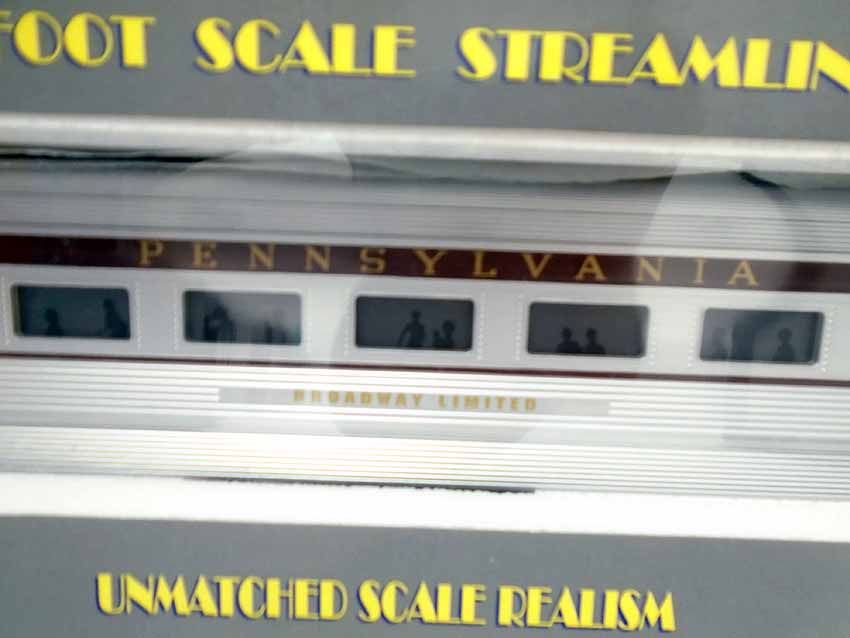 FOOT SCALE STREAMLIN
PENNSYLVANIA
BROADWAY LIMITED
UNMATCHED SCALE REALISM